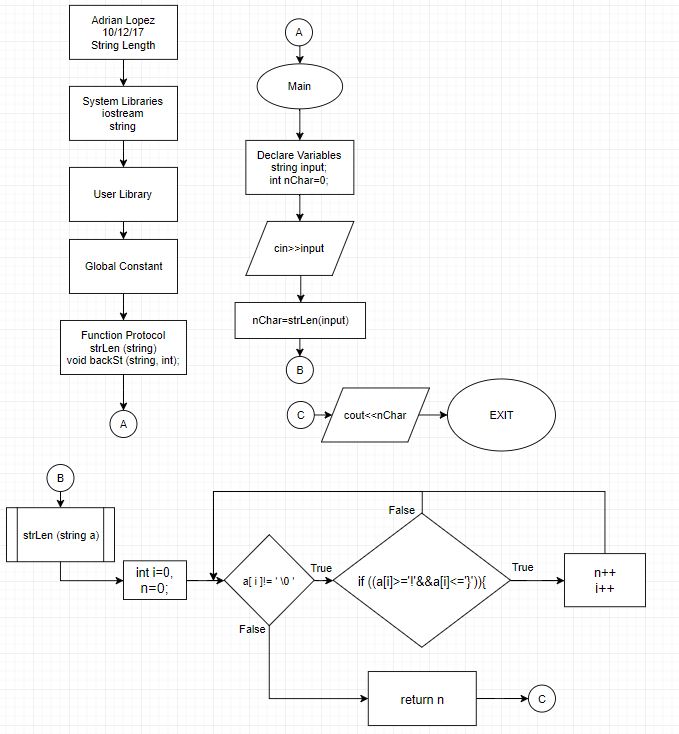 Adrian Lopez
10/12/17
String Length
System Libraries
iostream
string
User Library
Global Constant
Function Protocol
strLen (string)
void backSt (string, int);
A
A
Main
Declare Variables
string input;
int nChar=0;
cin>>input
nChar=strLen(input)
B
C
cout<<nChar
EXIT
B
strLen (string a)
int i=0,
n=0;
a[ i ]!= ' \0 '
True
False
False
if ((a[i]>='!'&&a[i]<='}')){
True
n++
i++
return n
C